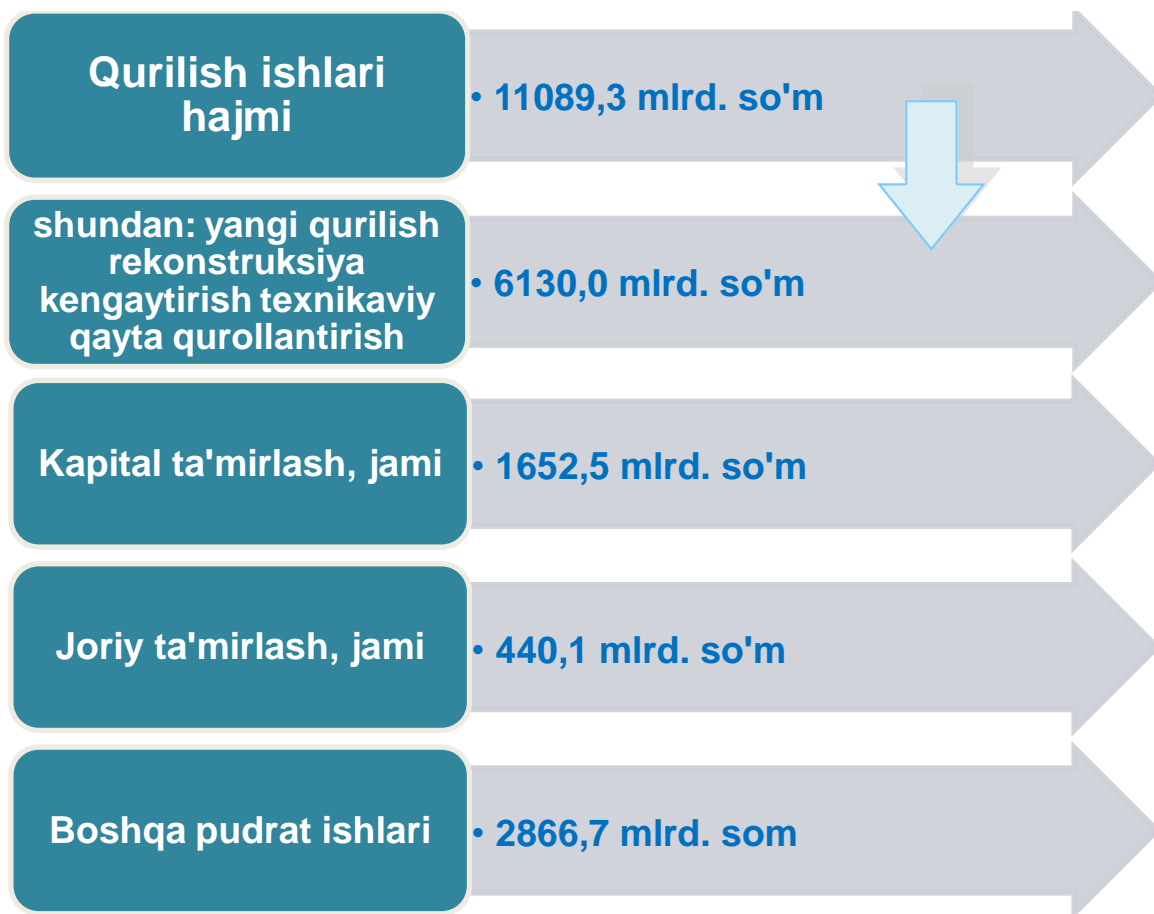 Qurilish ishlari
hajmi
• 11089,3 mlrd. so'm
shundan: yangi qurilish
rekonstruksiya
kengaytirish texnikaviy
qayta qurollantirish
• 6130,0 mlrd. so'm
Kapital ta'mirlash, jami
• 1652,5 mlrd. so'm
Joriy ta'mirlash, jami
• 440,1 mlrd. so'm
Boshqa pudrat ishlari
• 2866,7 mlrd. som